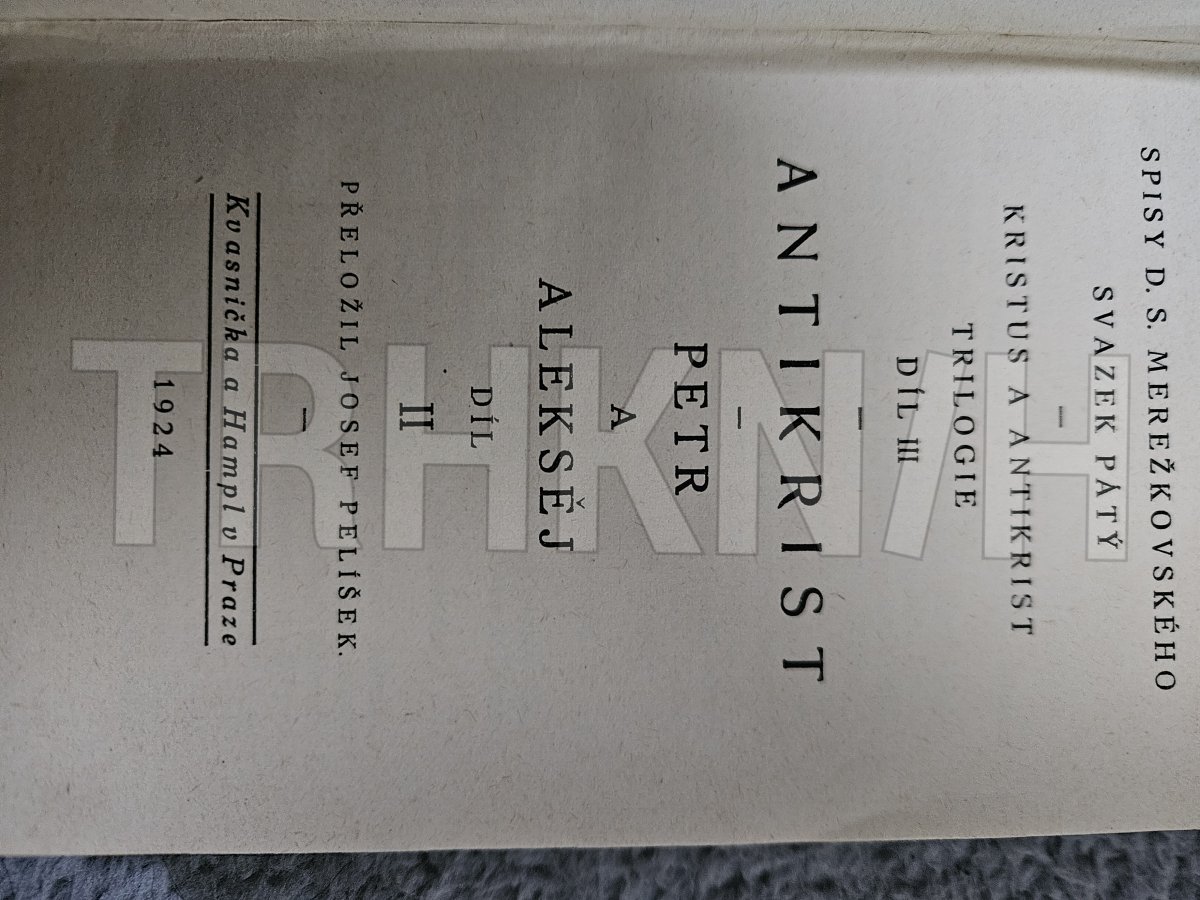 SPISY D. S. MEREŽKOVSKÉHO
SVAZEK PÁTÝ
KRISTUS A ANTIKRIST
TRILOGIE
DÍL III
ANTIKRIST
PETR
A
ALEKSĚJ
DÍL
II
PŘELOŽIL JOSEF PELÍŠEK.
Kvasnička a Hampl v Praze
1924